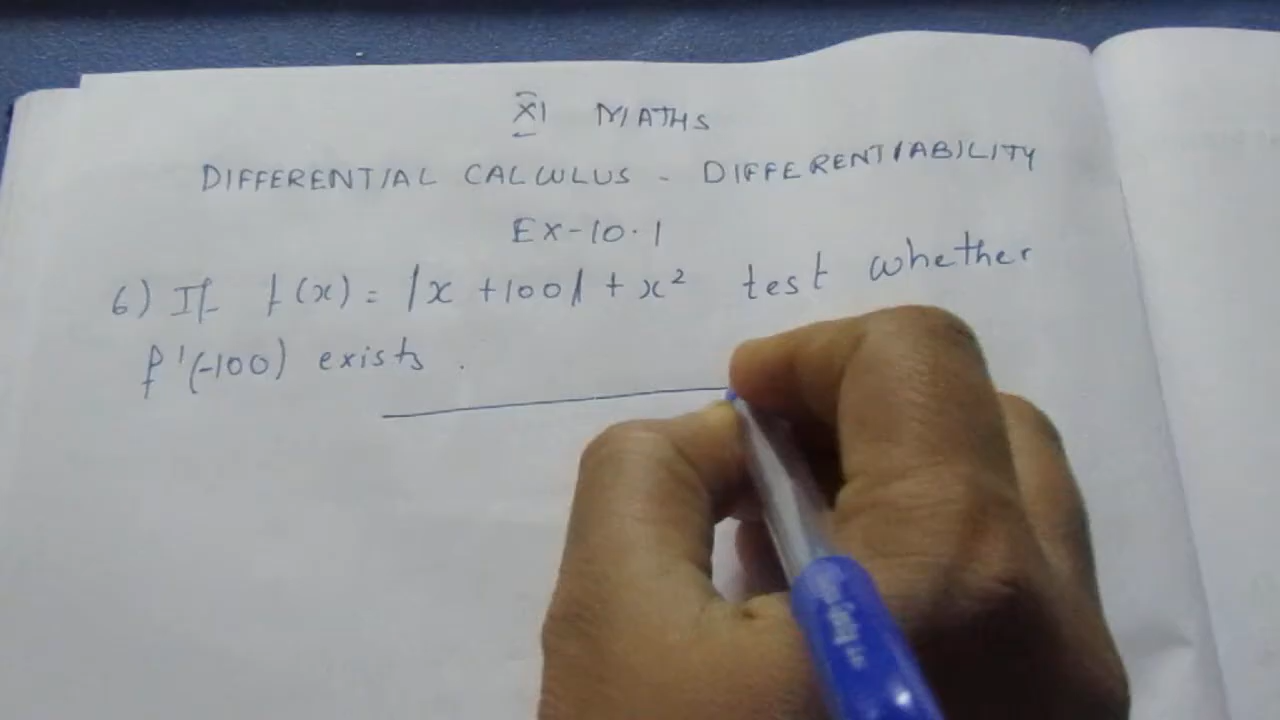 XI MATHS
DIFFERENTIAL CALCULUS - DIFFERENTIABILITY
EX-10.1
6) If f(x) = |x +100| + x² test whether
f'(-100) exists.